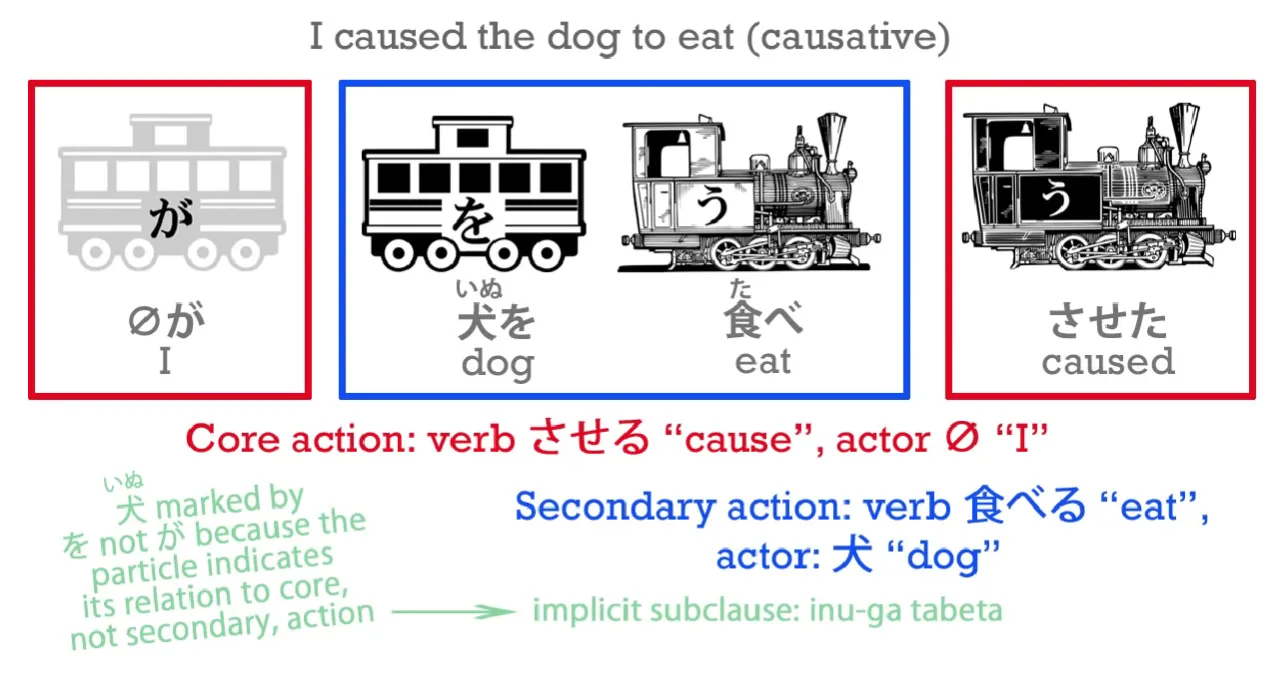 I caused the dog to eat (causative)
が
を
う
う
∅が
I
いぬ
犬を
dog
た
食べ
eat
させた
caused
Core action: verb させる “cause”, actor ∅ “I”
いぬ
犬 marked by
を not が because the
particle indicates
its relation to core,
not secondary, action
Secondary action: verb 食べる “eat”,
actor: 犬 “dog”
implicit subclause: inu-ga tabeta